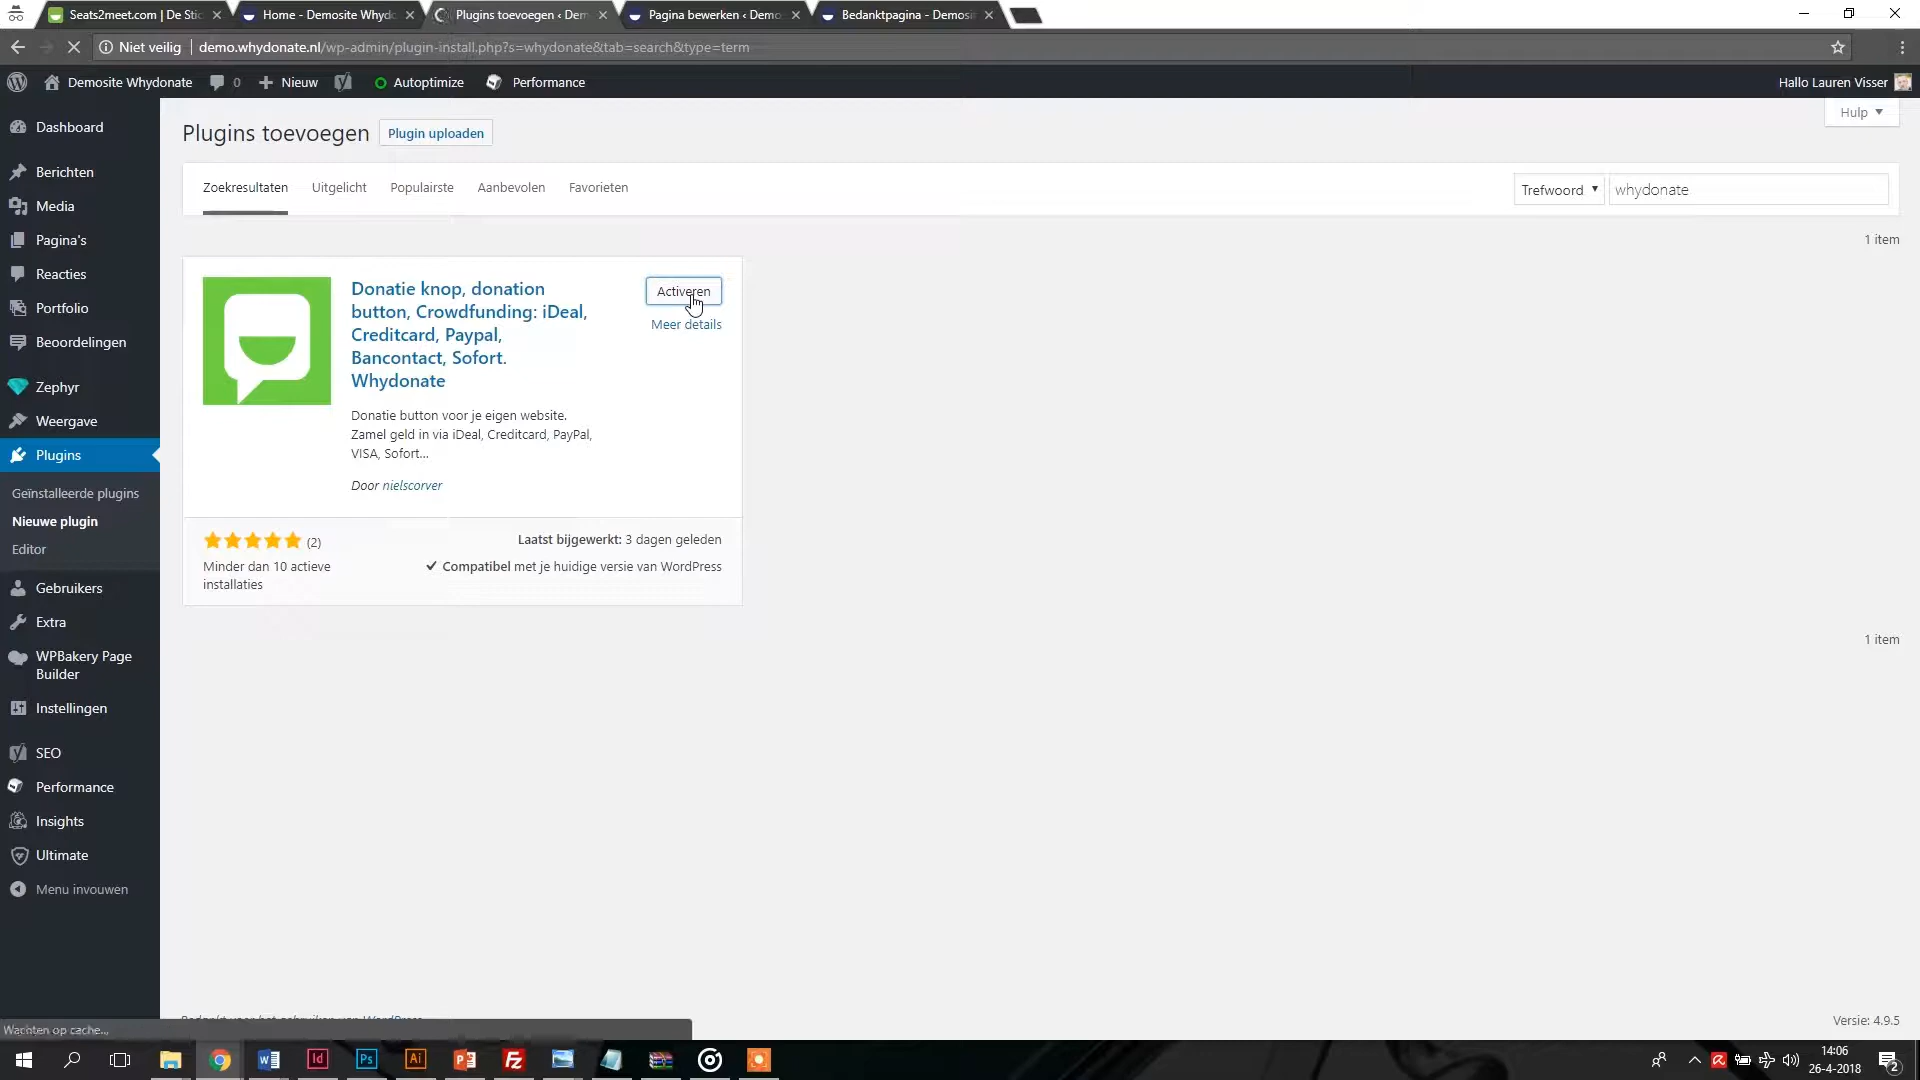 Seats2meet.com | De Stic
Home - Demosite Whydo
Plugins toevoegen ‹ Dem
Pagina bewerken ‹ Demo
Bedanktpagina - Demosi
Niet veilig
demo.whydonate.nl/wp-admin/plugin-install.php?s=whydonate&tab=search&type=term
Demosite Whydonate
0
Nieuw
Autoptimize
Performance
Hallo Lauren Visser
Hulp
Dashboard
Berichten
Media
Pagina's
Reacties
Portfolio
Beoordelingen
Zephyr
Weergave
Plugins
Geïnstalleerde plugins
Nieuwe plugin
Editor
Gebruikers
Extra
WPBakery Page
Builder
Instellingen
SEO
Performance
Insights
Ultimate
Menu invouwen
Plugins toevoegen
Plugin uploaden
Zoekresultaten
Uitgelicht
Populairste
Aanbevolen
Favorieten
Trefwoord
whydonate
1 item
Donatie knop, donation
button, Crowdfunding: iDeal,
Creditcard, Paypal,
Bancontact, Sofort.
Whydonate
Activeren
Meer details
Donatie button voor je eigen website.
Zamel geld in via iDeal, Creditcard, PayPal,
VISA, Sofort...
Door nielscorver
(2)
Minder dan 10 actieve
installaties
Laatst bijgewerkt: 3 dagen geleden
Compatibel met je huidige versie van WordPress
1 item
Versie: 4.9.5
Wachten op cache...
Id
Ps
Ai
14:06
26-4-2018
2